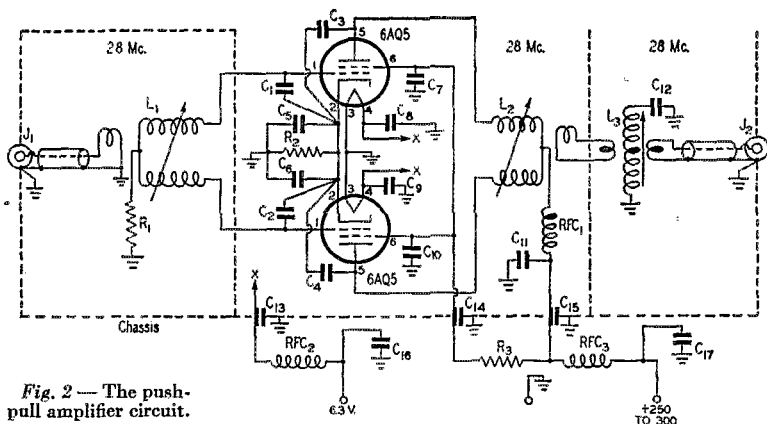 C3
5
6AQ5
28 Mc.
28 Mc.
28 Mc.
1
6
C7
C12
L1
C1
L2
L3
J1
C5
2
3
4
C8
J2
R2
X
X
C6
R1
2
3
4
C9
C2
1
6
C11
RFC1
C10
5
6AQ5
C4
X
C13
C14
C15
Chassis
RFC2
C16
R3
RFC3
C17
Fig. 2 — The push-
pull amplifier circuit.
6.3 V.
+250
TO 300